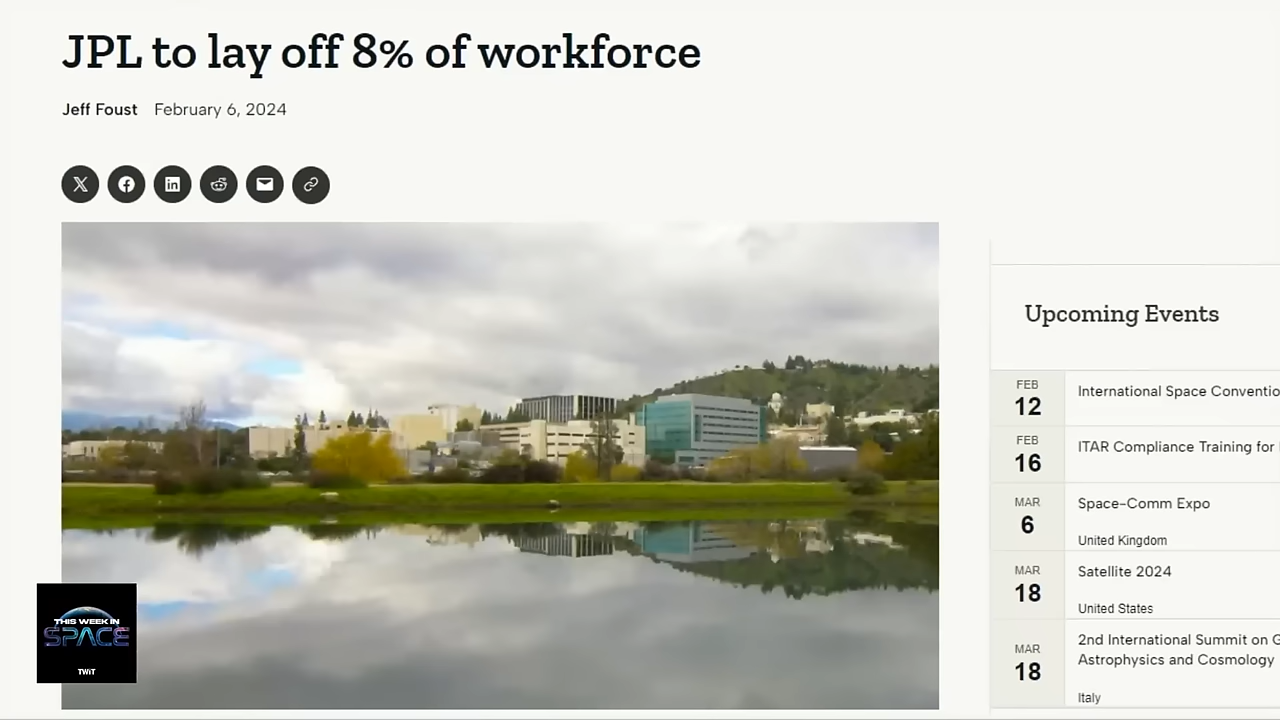 JPL to lay off 8% of workforce
Jeff Foust February 6, 2024
Upcoming Events
FEB
12
International Space Conventio
FEB
16
ITAR Compliance Training for
MAR
6
Space-Comm Expo
United Kingdom
MAR
18
Satellite 2024
United States
MAR
18
2nd International Summit on G
Astrophysics and Cosmology
Italy
THIS WEEK IN
SPACE
TWiT